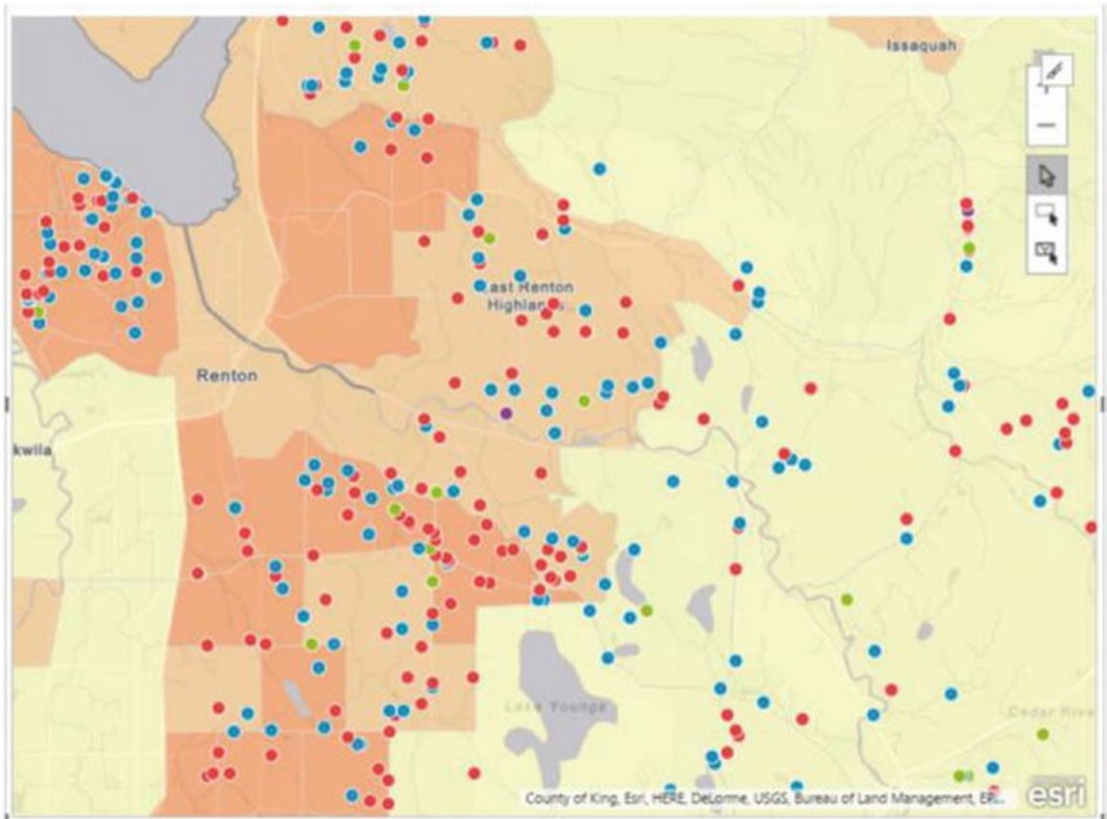 Issaquah
East Renton
Highlands
Renton
kwila
Lake Youngs
Cedar Rive
County of King, Esri, HERE, DeLorme, USGS, Bureau of Land Management, EP...
esri